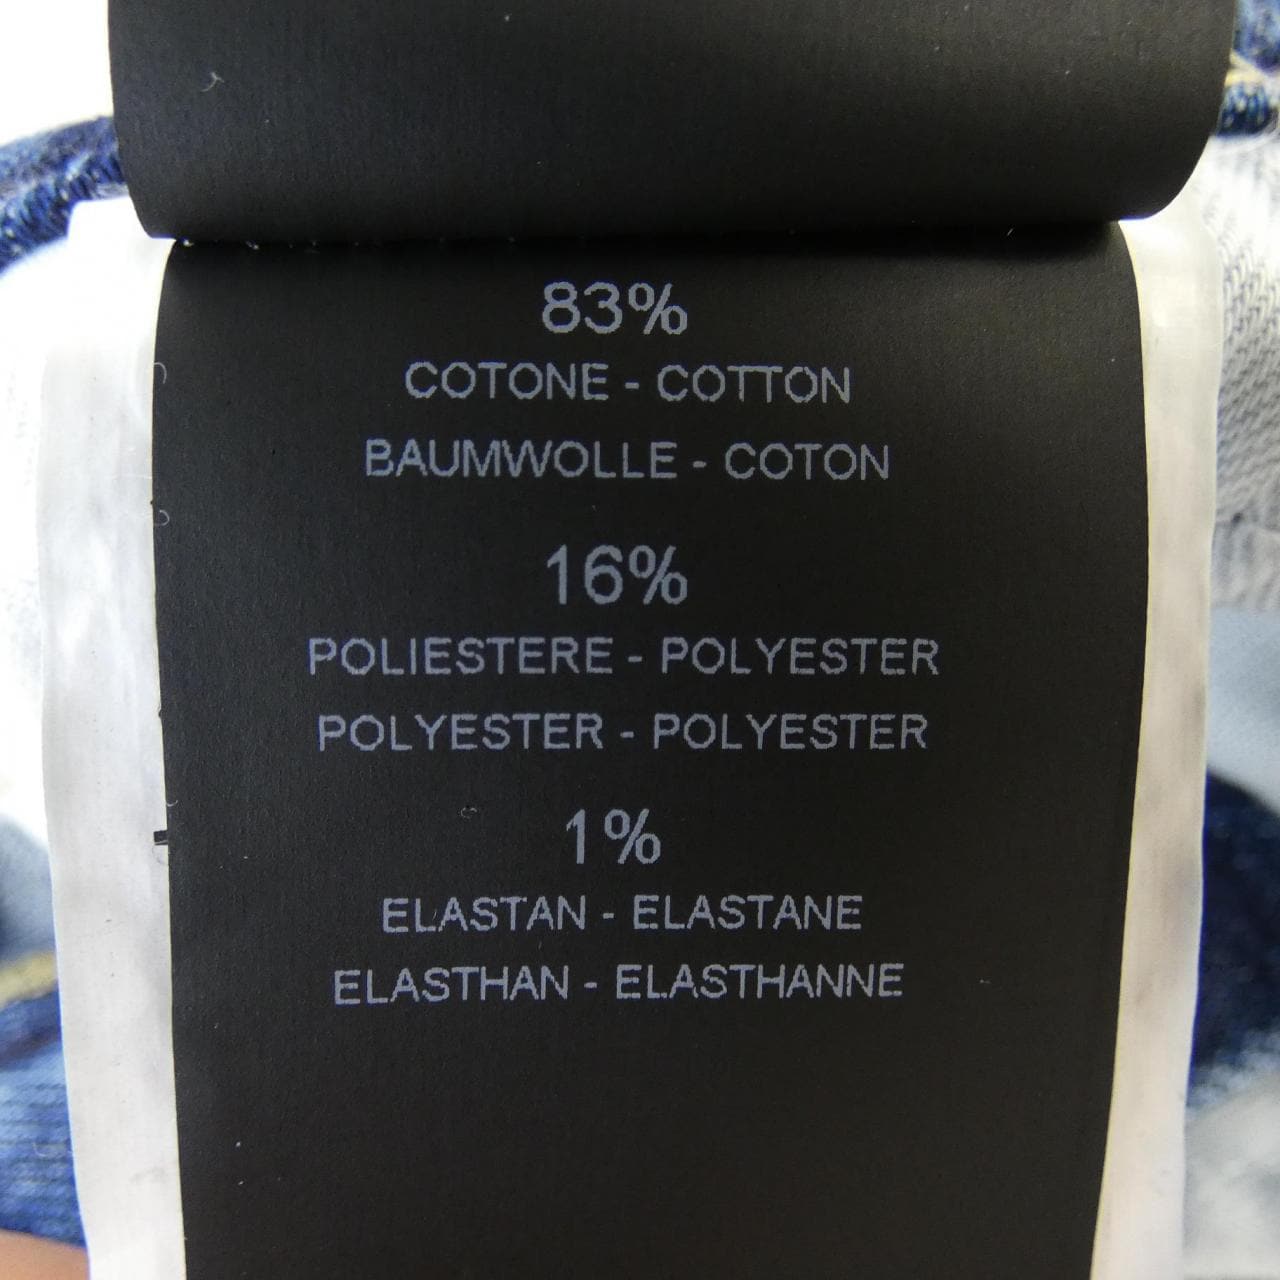 83%
COTONE - COTTON
BAUMWOLLE - COTON
16%
POLIESTERE - POLYESTER
POLYESTER - POLYESTER
1%
ELASTAN - ELASTANE
ELASTHAN - ELASTHANNE